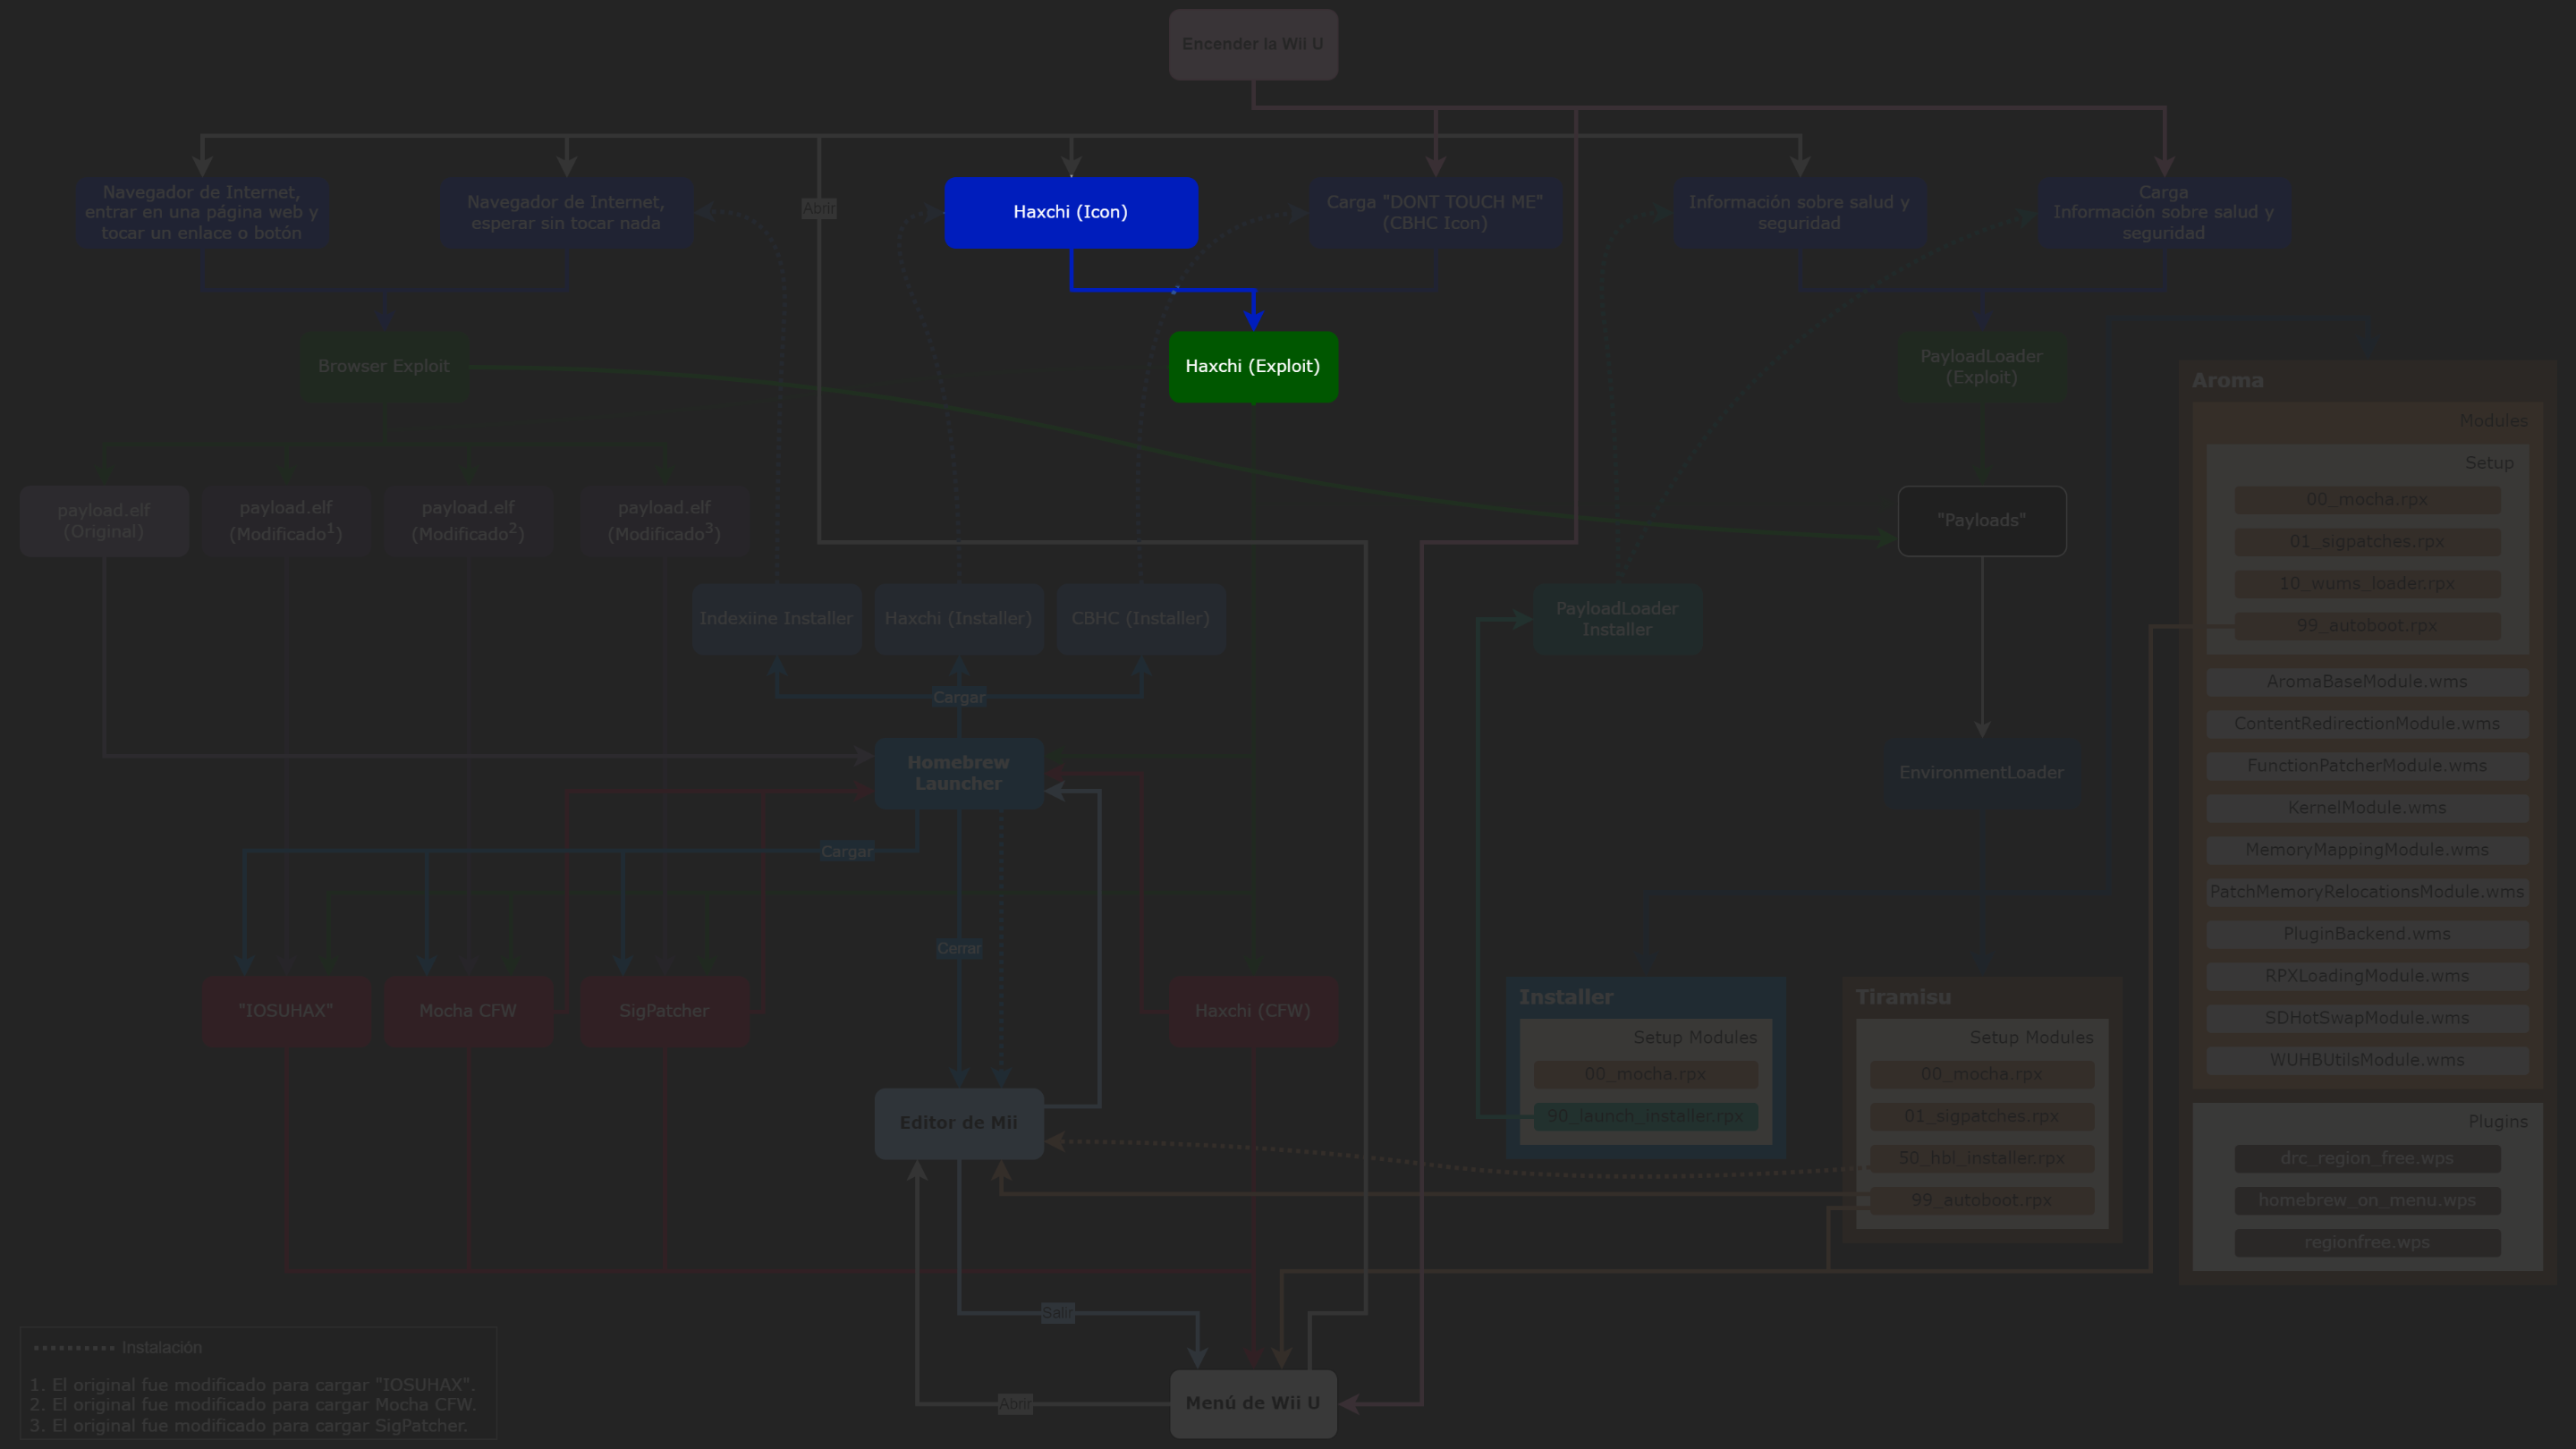 Encender la Wii U
Navegador de Internet,
entrar en una página web y
tocar un enlace o botón
Navegador de Internet,
esperar sin tocar nada
Abrir
Haxchi (Icon)
Carga "DONT TOUCH ME"
(CBHC Icon)
Información sobre salud y
seguridad
Carga
Información sobre salud y
seguridad
Browser Exploit
Haxchi (Exploit)
PayloadLoader
(Exploit)
Aroma
Modules
Setup
00_mocha.rpx
01_sigpatches.rpx
10_wums_loader.rpx
99_autoboot.rpx
AromaBaseModule.wms
ContentRedirectionModule.wms
FunctionPatcherModule.wms
KernelModule.wms
MemoryMappingModule.wms
PatchMemoryRelocationsModule.wms
PluginBackend.wms
RPXLoadingModule.wms
SDHotSwapModule.wms
WUHBUtilsModule.wms
Plugins
drc_region_free.wps
homebrew_on_menu.wps
regionfree.wps
payload.elf
(Original)
payload.elf
(Modificado1)
payload.elf
(Modificado2)
payload.elf
(Modificado3)
"Payloads"
Indexiine Installer
Haxchi (Installer)
CBHC (Installer)
PayloadLoader
Installer
Cargar
Homebrew
Launcher
EnvironmentLoader
Cargar
Cerrar
"IOSUHAX"
Mocha CFW
SigPatcher
Haxchi (CFW)
Installer
Setup Modules
00_mocha.rpx
90_launch_installer.rpx
Tiramisu
Setup Modules
00_mocha.rpx
01_sigpatches.rpx
50_hbl_installer.rpx
99_autoboot.rpx
Editor de Mii
Salir
Abrir
Menú de Wii U
Instalación
1. El original fue modificado para cargar "IOSUHAX".
2. El original fue modificado para cargar Mocha CFW.
3. El original fue modificado para cargar SigPatcher.